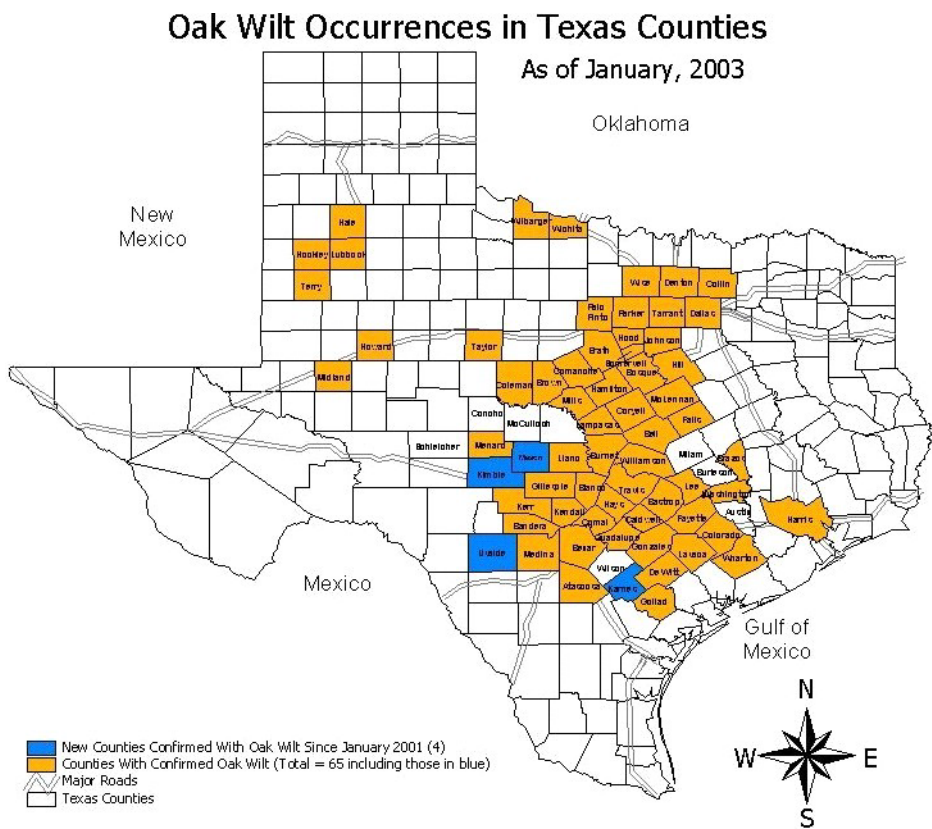 Oak Wilt Occurrences in Texas Counties
As of January, 2003
Oklahoma
New
Mexico
Wilbarger
Wichita
Hale
Hockley Lubbock
Terry
Wise Denton Collin
Palo
Pinto
Parker Tarrant Dallas
Hood Johnson
Howard
Taylor
Erath
Somervell
Bosque
Hill
Midland
Comanche
Coleman
Brown
Hamilton
Mills
McLennan
Concho
McCulloch
Coryell
Falls
Lampasas
Bell
Menard
Milam
Brazos
Mason
Llano
Burnet
Williamson
Burleson
Kimble
Gillespie
Blanco
Travis
Lee
Washington
Bastrop
Kerr
Kendall
Hays
Austin
Harris
Bandera
Comal
Caldwell
Fayette
Colorado
Guadalupe
Uvalde
Medina
Bexar
Gonzales
Lavaca
Wharton
Wilson
DeWitt
Atascosa
Karnes
Goliad
Mexico
Gulf of
Mexico
N
W
E
S
New Counties Confirmed With Oak Wilt Since January 2001 (4)
Counties With Confirmed Oak Wilt (Total = 65 including those in blue)
Major Roads
Texas Counties